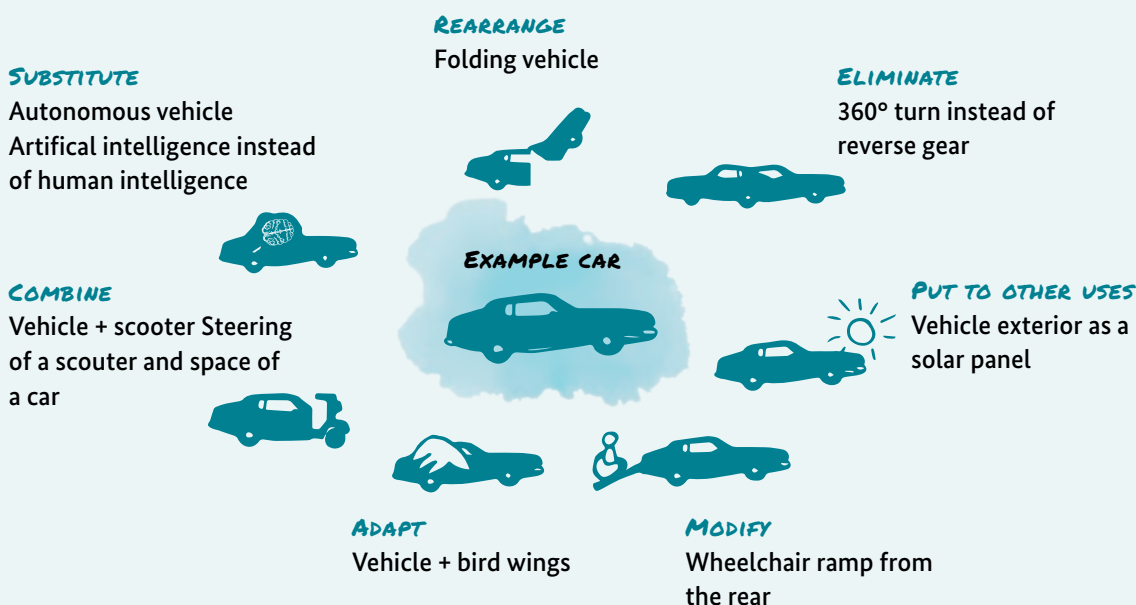 REARRANGE
Folding vehicle
SUBSTITUTE
Autonomous vehicle
Artifical intelligence instead
of human intelligence
ELIMINATE
360° turn instead of
reverse gear
EXAMPLE CAR
COMBINE
Vehicle + scooter Steering
of a scouter and space of
a car
PUT TO OTHER USES
Vehicle exterior as a
solar panel
ADAPT
Vehicle + bird wings
MODIFY
Wheelchair ramp from
the rear